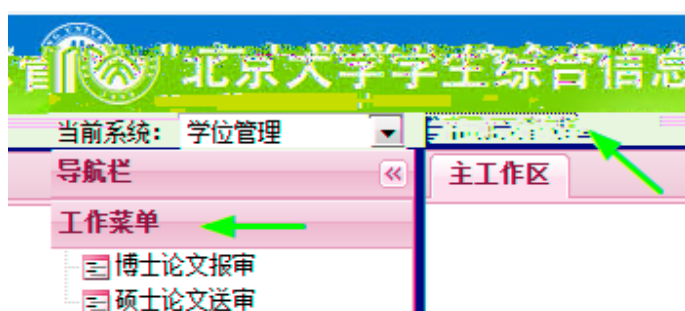 北京大学学生综合信息
当前系统： 学位管理
导航栏
主工作区
工作菜单
博士论文报审
硕士论文送审